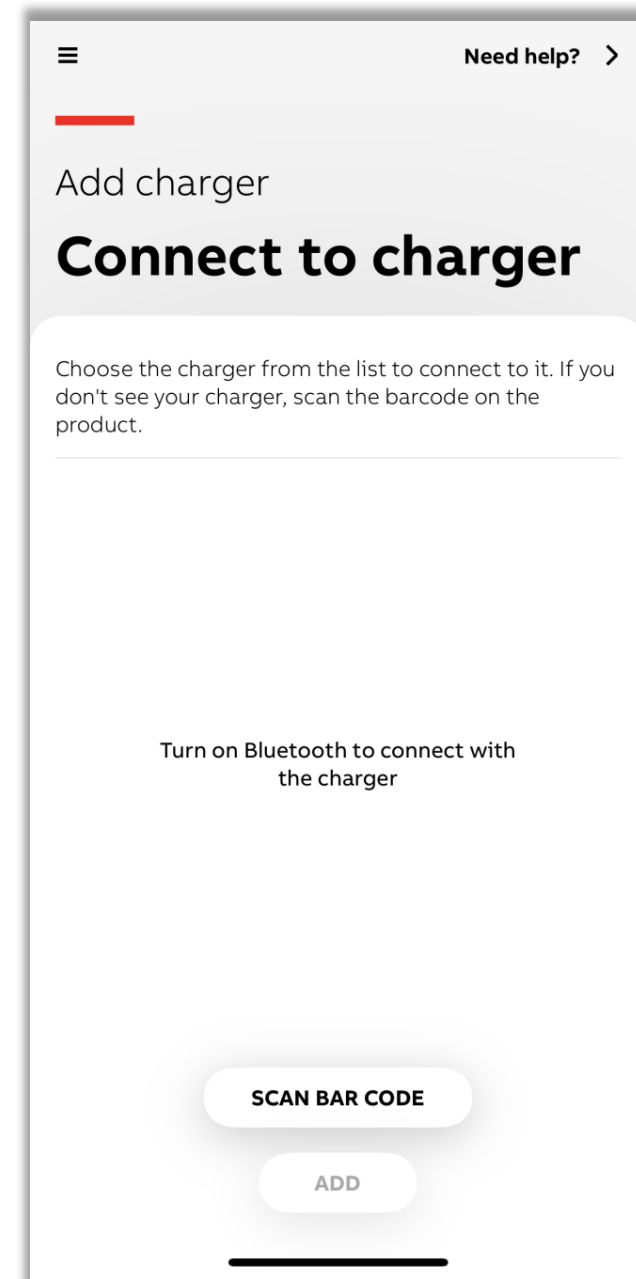 Need help?
Add charger
Connect to charger
Choose the charger from the list to connect to it. If you
don't see your charger, scan the barcode on the
product.
Turn on Bluetooth to connect with
the charger
SCAN BAR CODE
ADD